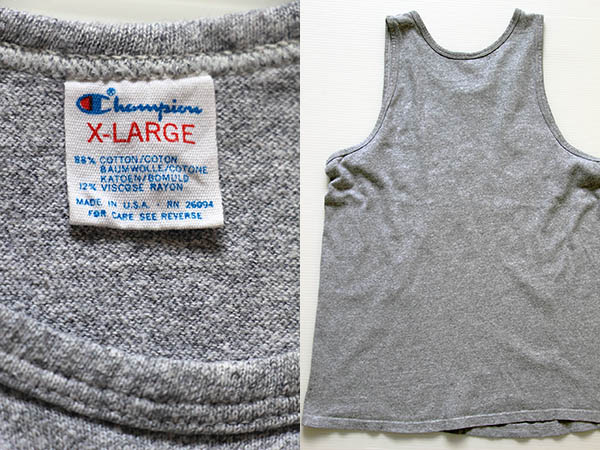 Champion
X-LARGE
88% COTTON/COTON
BAUMWOLLE/COTONE
KATOEN/BOMULD
12% VISCOSE RAYON
MADE IN U.S.A. RN 26094
FOR CARE SEE REVERSE